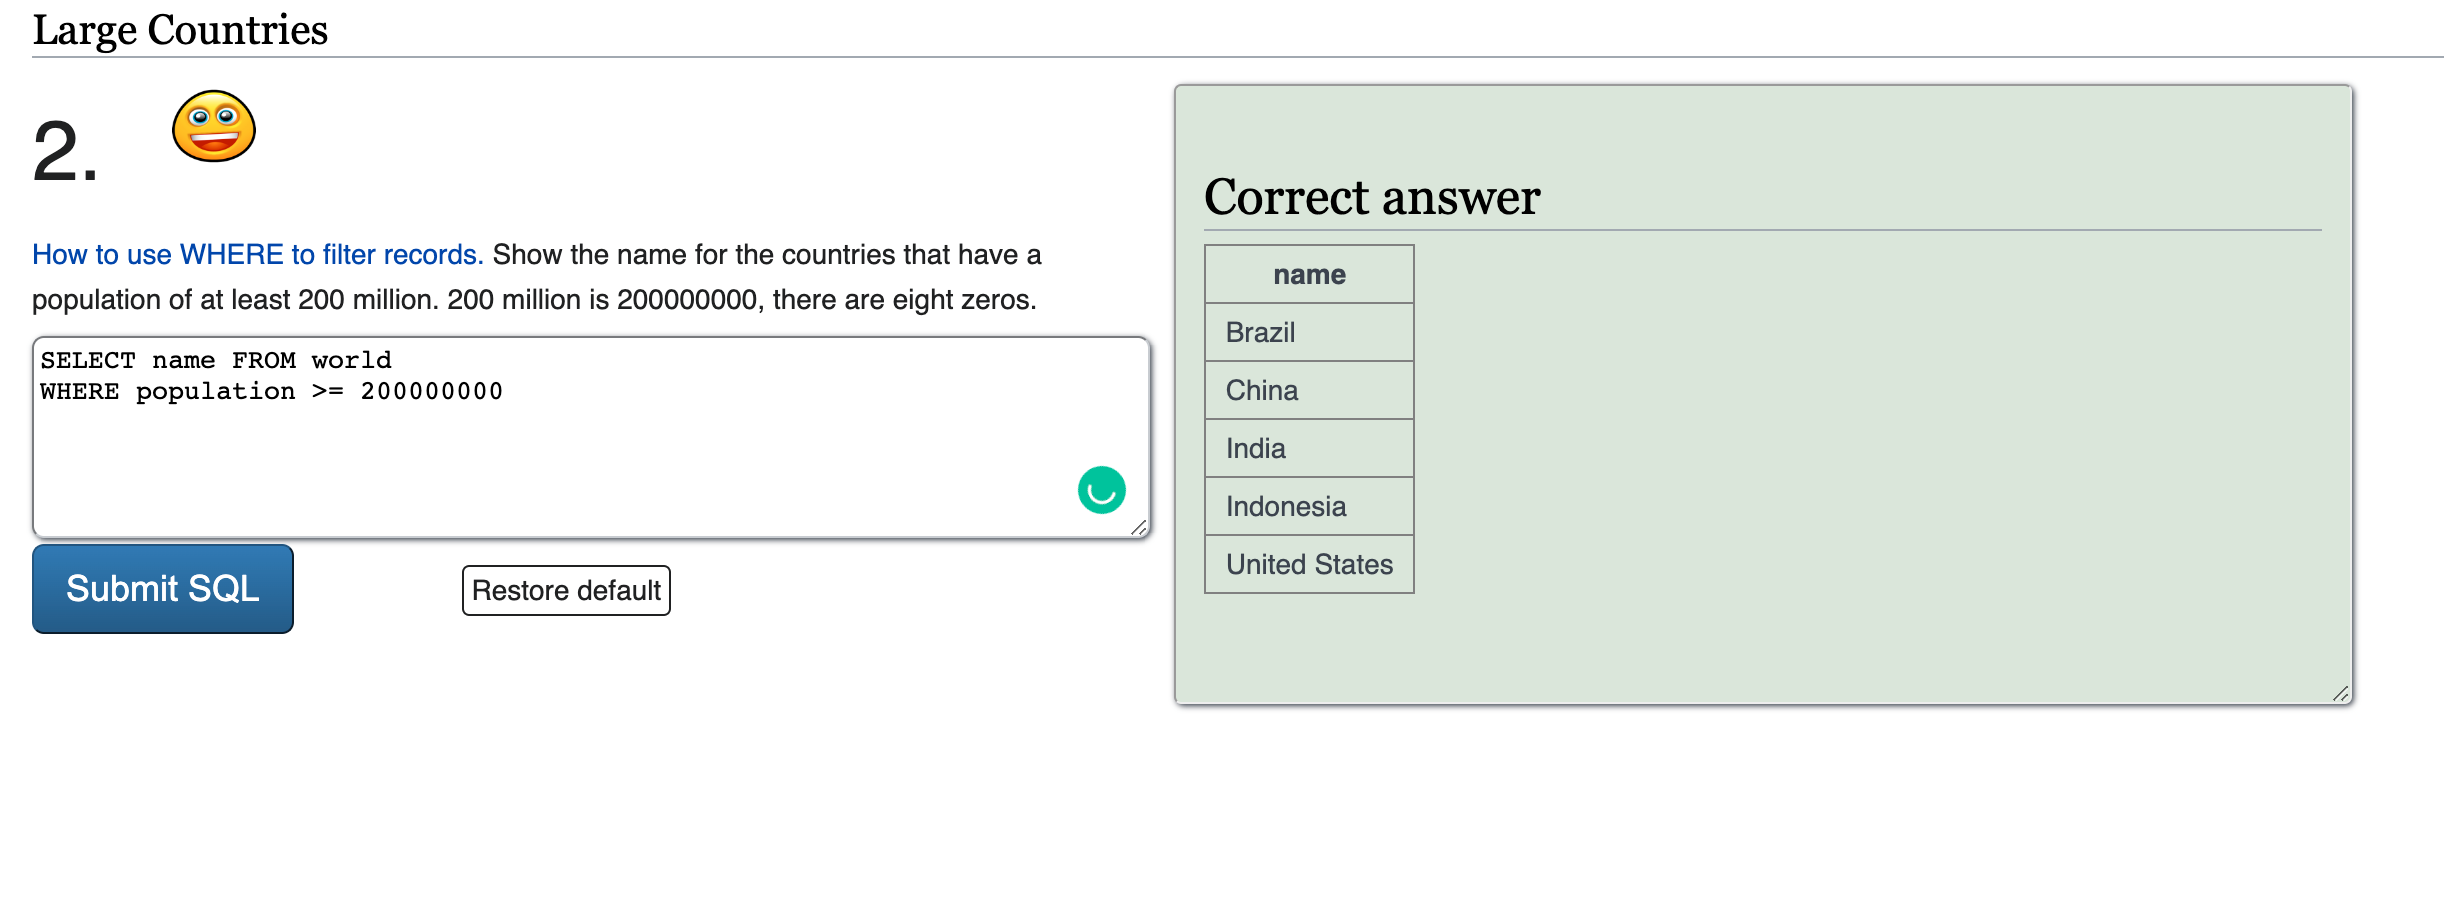 Large Countries
2.
How to use WHERE to filter records. Show the name for the countries that have a
population of at least 200 million. 200 million is 200000000, there are eight zeros.
SELECT name FROM world
WHERE population >= 200000000
Submit SQL
Restore default
Correct answer
name
Brazil
China
India
Indonesia
United States